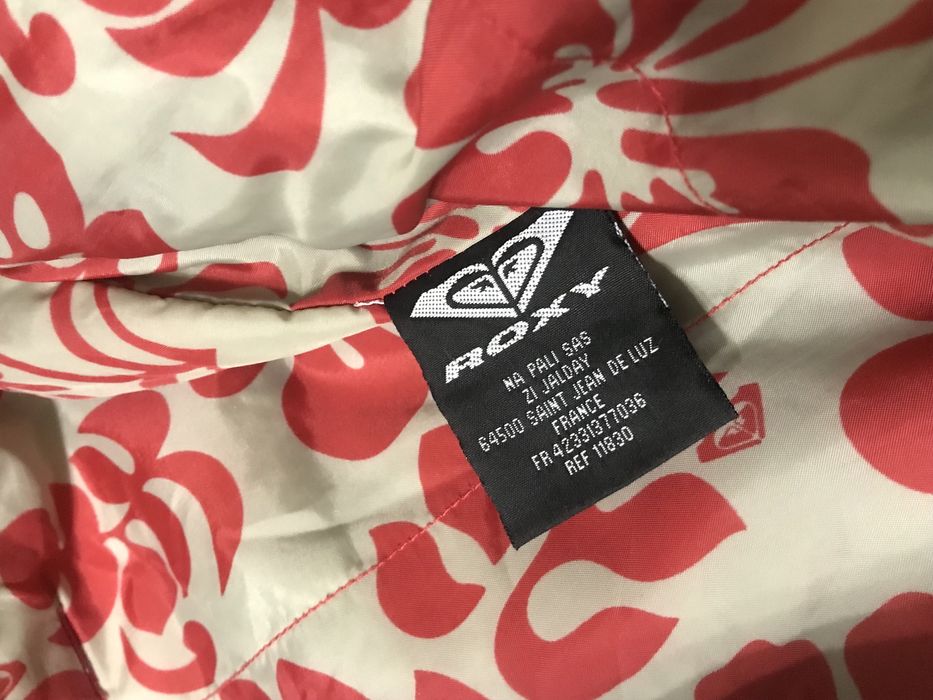 ROXY
NA PALI SAS
ZI JALDAY
64500 SAINT JEAN DE LUZ
FRANCE
FR 42331377036
REF 11830